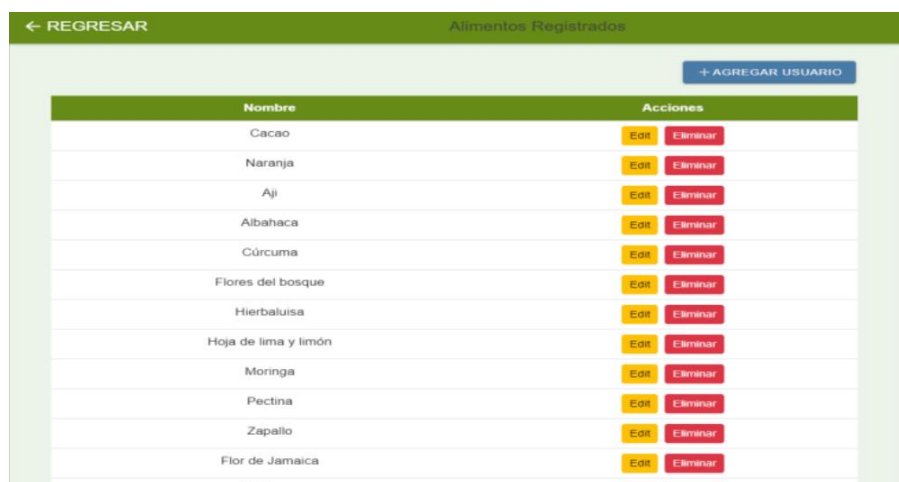 ← REGRESAR Alimentos Registrados
+ AGREGAR USUARIO
Nombre Acciones
Cacao Edit Eliminar
Naranja Edit Eliminar
Aji Edit Eliminar
Albahaca Edit Eliminar
Cúrcuma Edit Eliminar
Flores del bosque Edit Eliminar
Hierbaluisa Edit Eliminar
Hoja de lima y limón Edit Eliminar
Moringa Edit Eliminar
Pectina Edit Eliminar
Zapallo Edit Eliminar
Flor de Jamaica Edit Eliminar